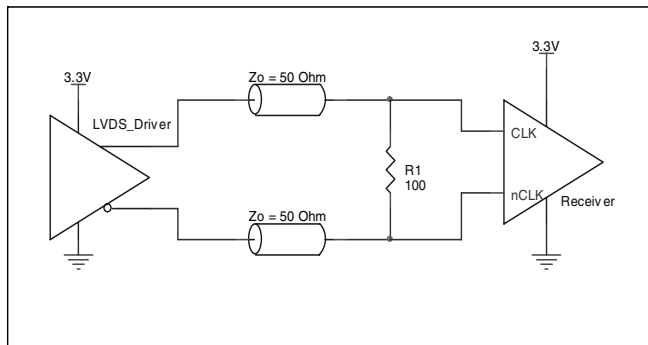 3.3V
LVDS_Driver
Zo = 50 Ohm
Zo = 50 Ohm
R1
100
3.3V
CLK
nCLK
Receiver